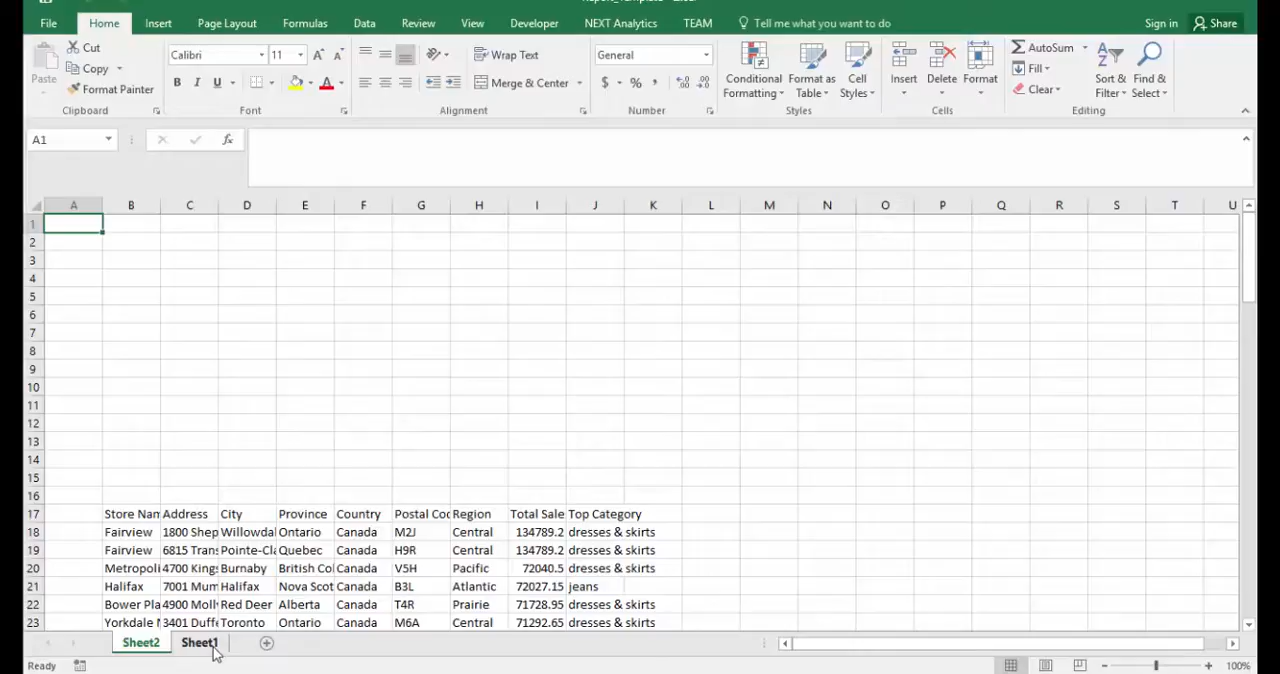 File Home Insert Page Layout Formulas Data Review View Developer NEXT Analytics TEAM Tell me what you want to do Sign in Share
Paste Cut Copy Format Painter Clipboard
Calibri 11 A A B I U A Font
Wrap Text Merge & Center Alignment
General $ % , Number
Conditional Formatting Format as Table Cell Styles Styles
Insert Delete Format Cells
AutoSum Fill Clear Sort & Filter Find & Select Editing
A1 fx
A B C D E F G H I J K L M N O P Q R S T U
1
2
3
4
5
6
7
8
9
10
11
12
13
14
15
16
17 Store Nam Address City Province Country Postal Coc Region Total Sale Top Category
18 Fairview 1800 Shep Willowdal Ontario Canada M2J Central 134789.2 dresses & skirts
19 Fairview 6815 Trans Pointe-Cla Quebec Canada H9R Central 134789.2 dresses & skirts
20 Metropoli 4700 Kings Burnaby British Col Canada V5H Pacific 72040.5 dresses & skirts
21 Halifax 7001 Mum Halifax Nova Scot Canada B3L Atlantic 72027.15 jeans
22 Bower Pla 4900 Moll Red Deer Alberta Canada T4R Prairie 71728.95 dresses & skirts
23 Yorkdale M 3401 Duffe Toronto Ontario Canada M6A Central 71292.65 dresses & skirts
Sheet2 Sheet1
Ready 100%